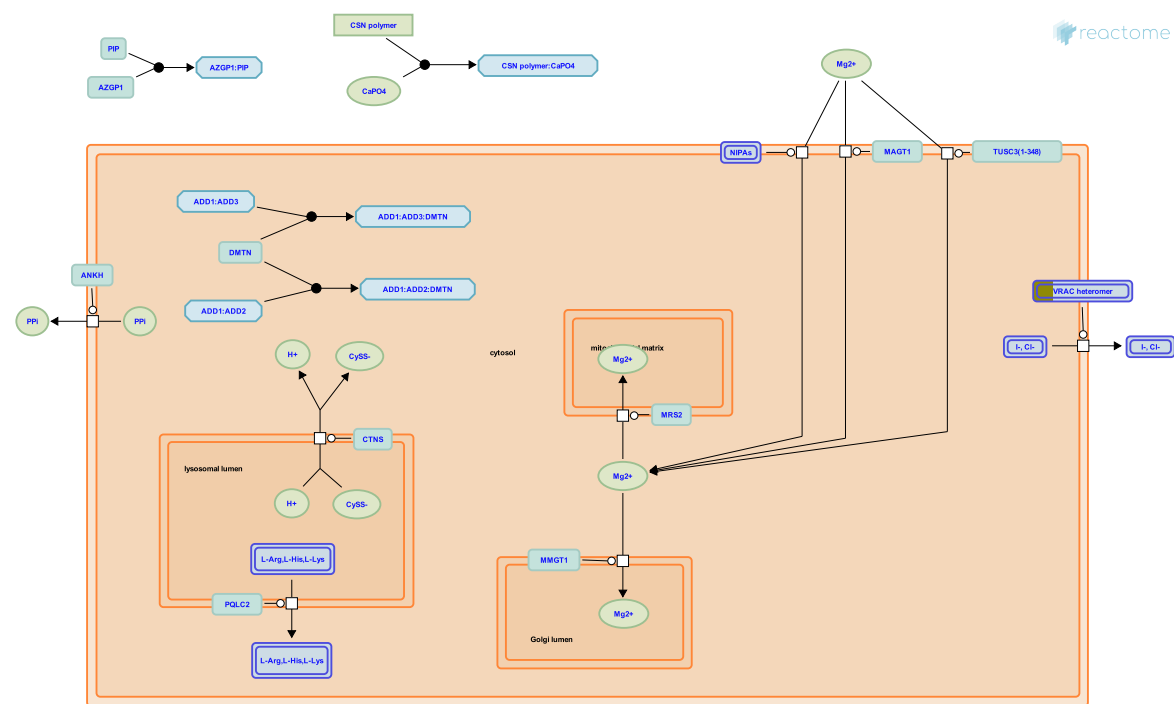 CSN polymer
reactome
PIP
AZGP1:PIP
CSN polymer:CaPO4
Mg2+
AZGP1
CaPO4
NIPAs
MAGT1
TUSC3(1-348)
ADD1:ADD3
ADD1:ADD3:DMTN
DMTN
ANKH
ADD1:ADD2:DMTN
VRAC heteromer
ADD1:ADD2
PPi
PPi
I-, Cl-
I-, Cl-
cytosol
matrix
H+
CySS-
Mg2+
MRS2
CTNS
lysosomal lumen
Mg2+
H+
CySS-
L-Arg,L-His,L-Lys
MMGT1
PQLC2
Mg2+
Golgi lumen
L-Arg,L-His,L-Lys